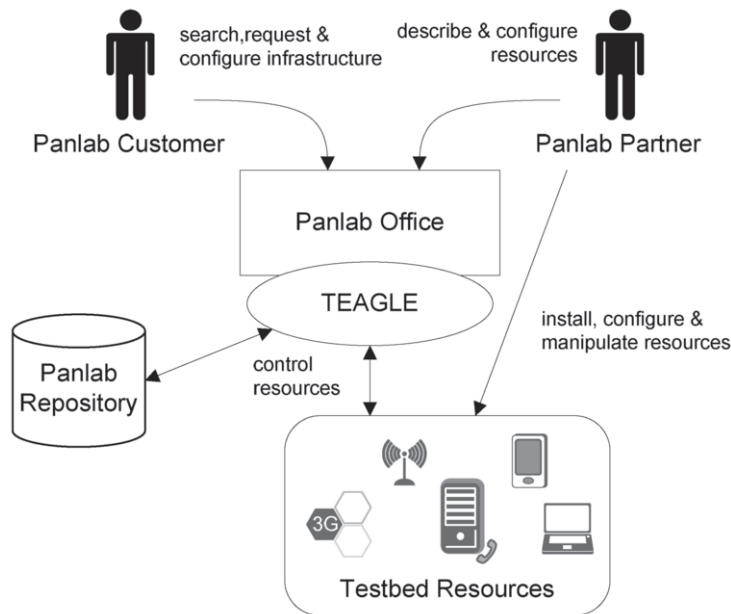 search,request &
configure infrastructure
describe & configure
resources
Panlab Customer
Panlab Partner
Panlab Office
TEAGLE
install, configure &
manipulate resources
control
resources
Panlab
Repository
3G
Testbed Resources